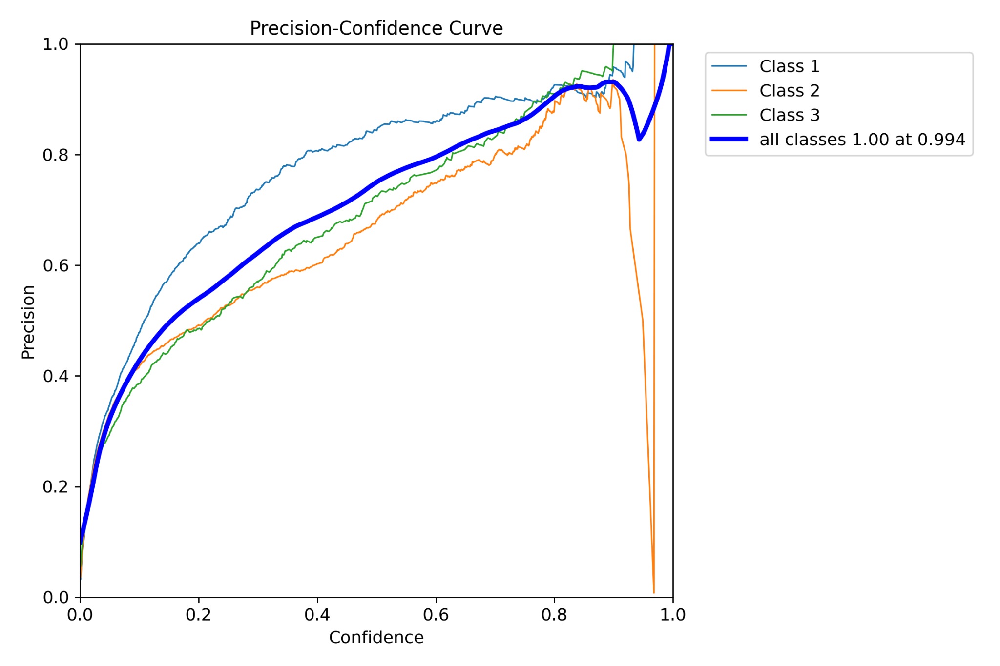 Precision-Confidence Curve
1.0
0.8
0.6
0.4
0.2
0.0
Precision
0.0 0.2 0.4 0.6 0.8 1.0
Confidence
Class 1
Class 2
Class 3
all classes 1.00 at 0.994